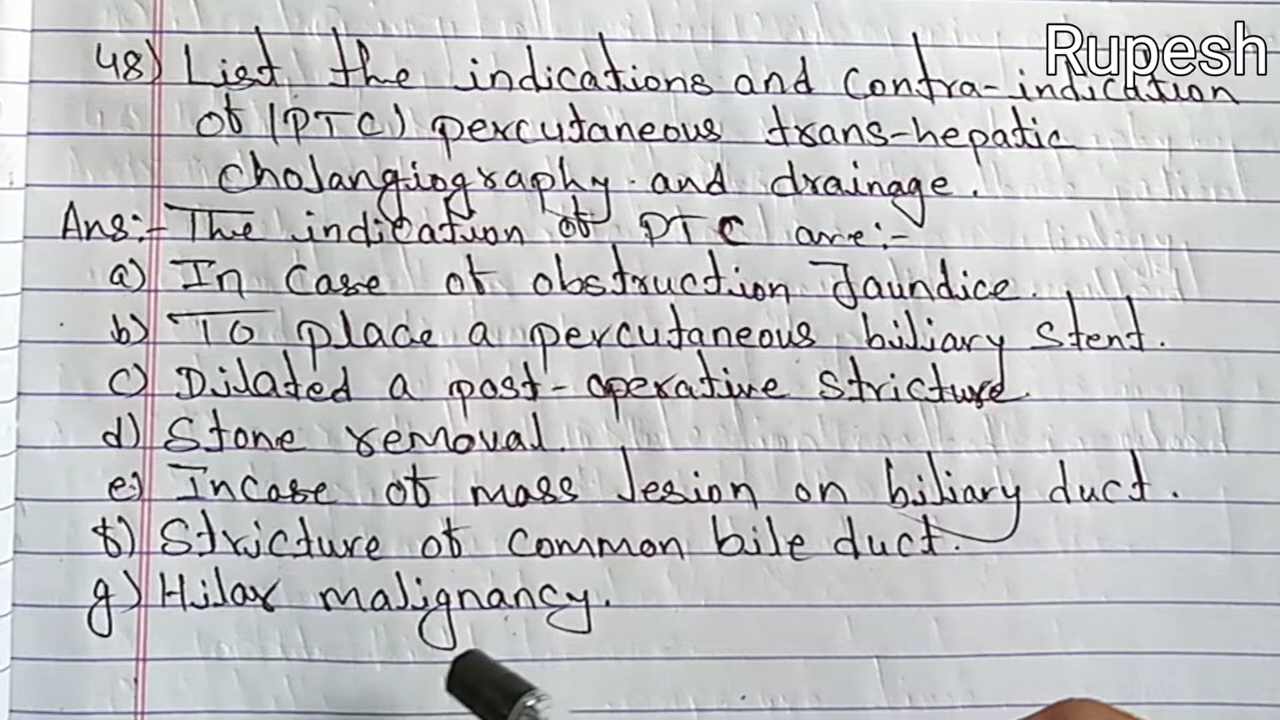 Rupesh
48) List the indications and contra-indication
of (PTC) percutaneous trans-hepatic
cholangiography and drainage.
Ans:- The indication of PTC are:-
a) In case of obstruction Jaundice.
b) To place a percutaneous biliary stent.
c) Dilated a post-operative stricture.
d) Stone removal.
e) Incase of mass lesion on biliary duct.
f) Stricture of common bile duct.
g) Hilar malignancy.